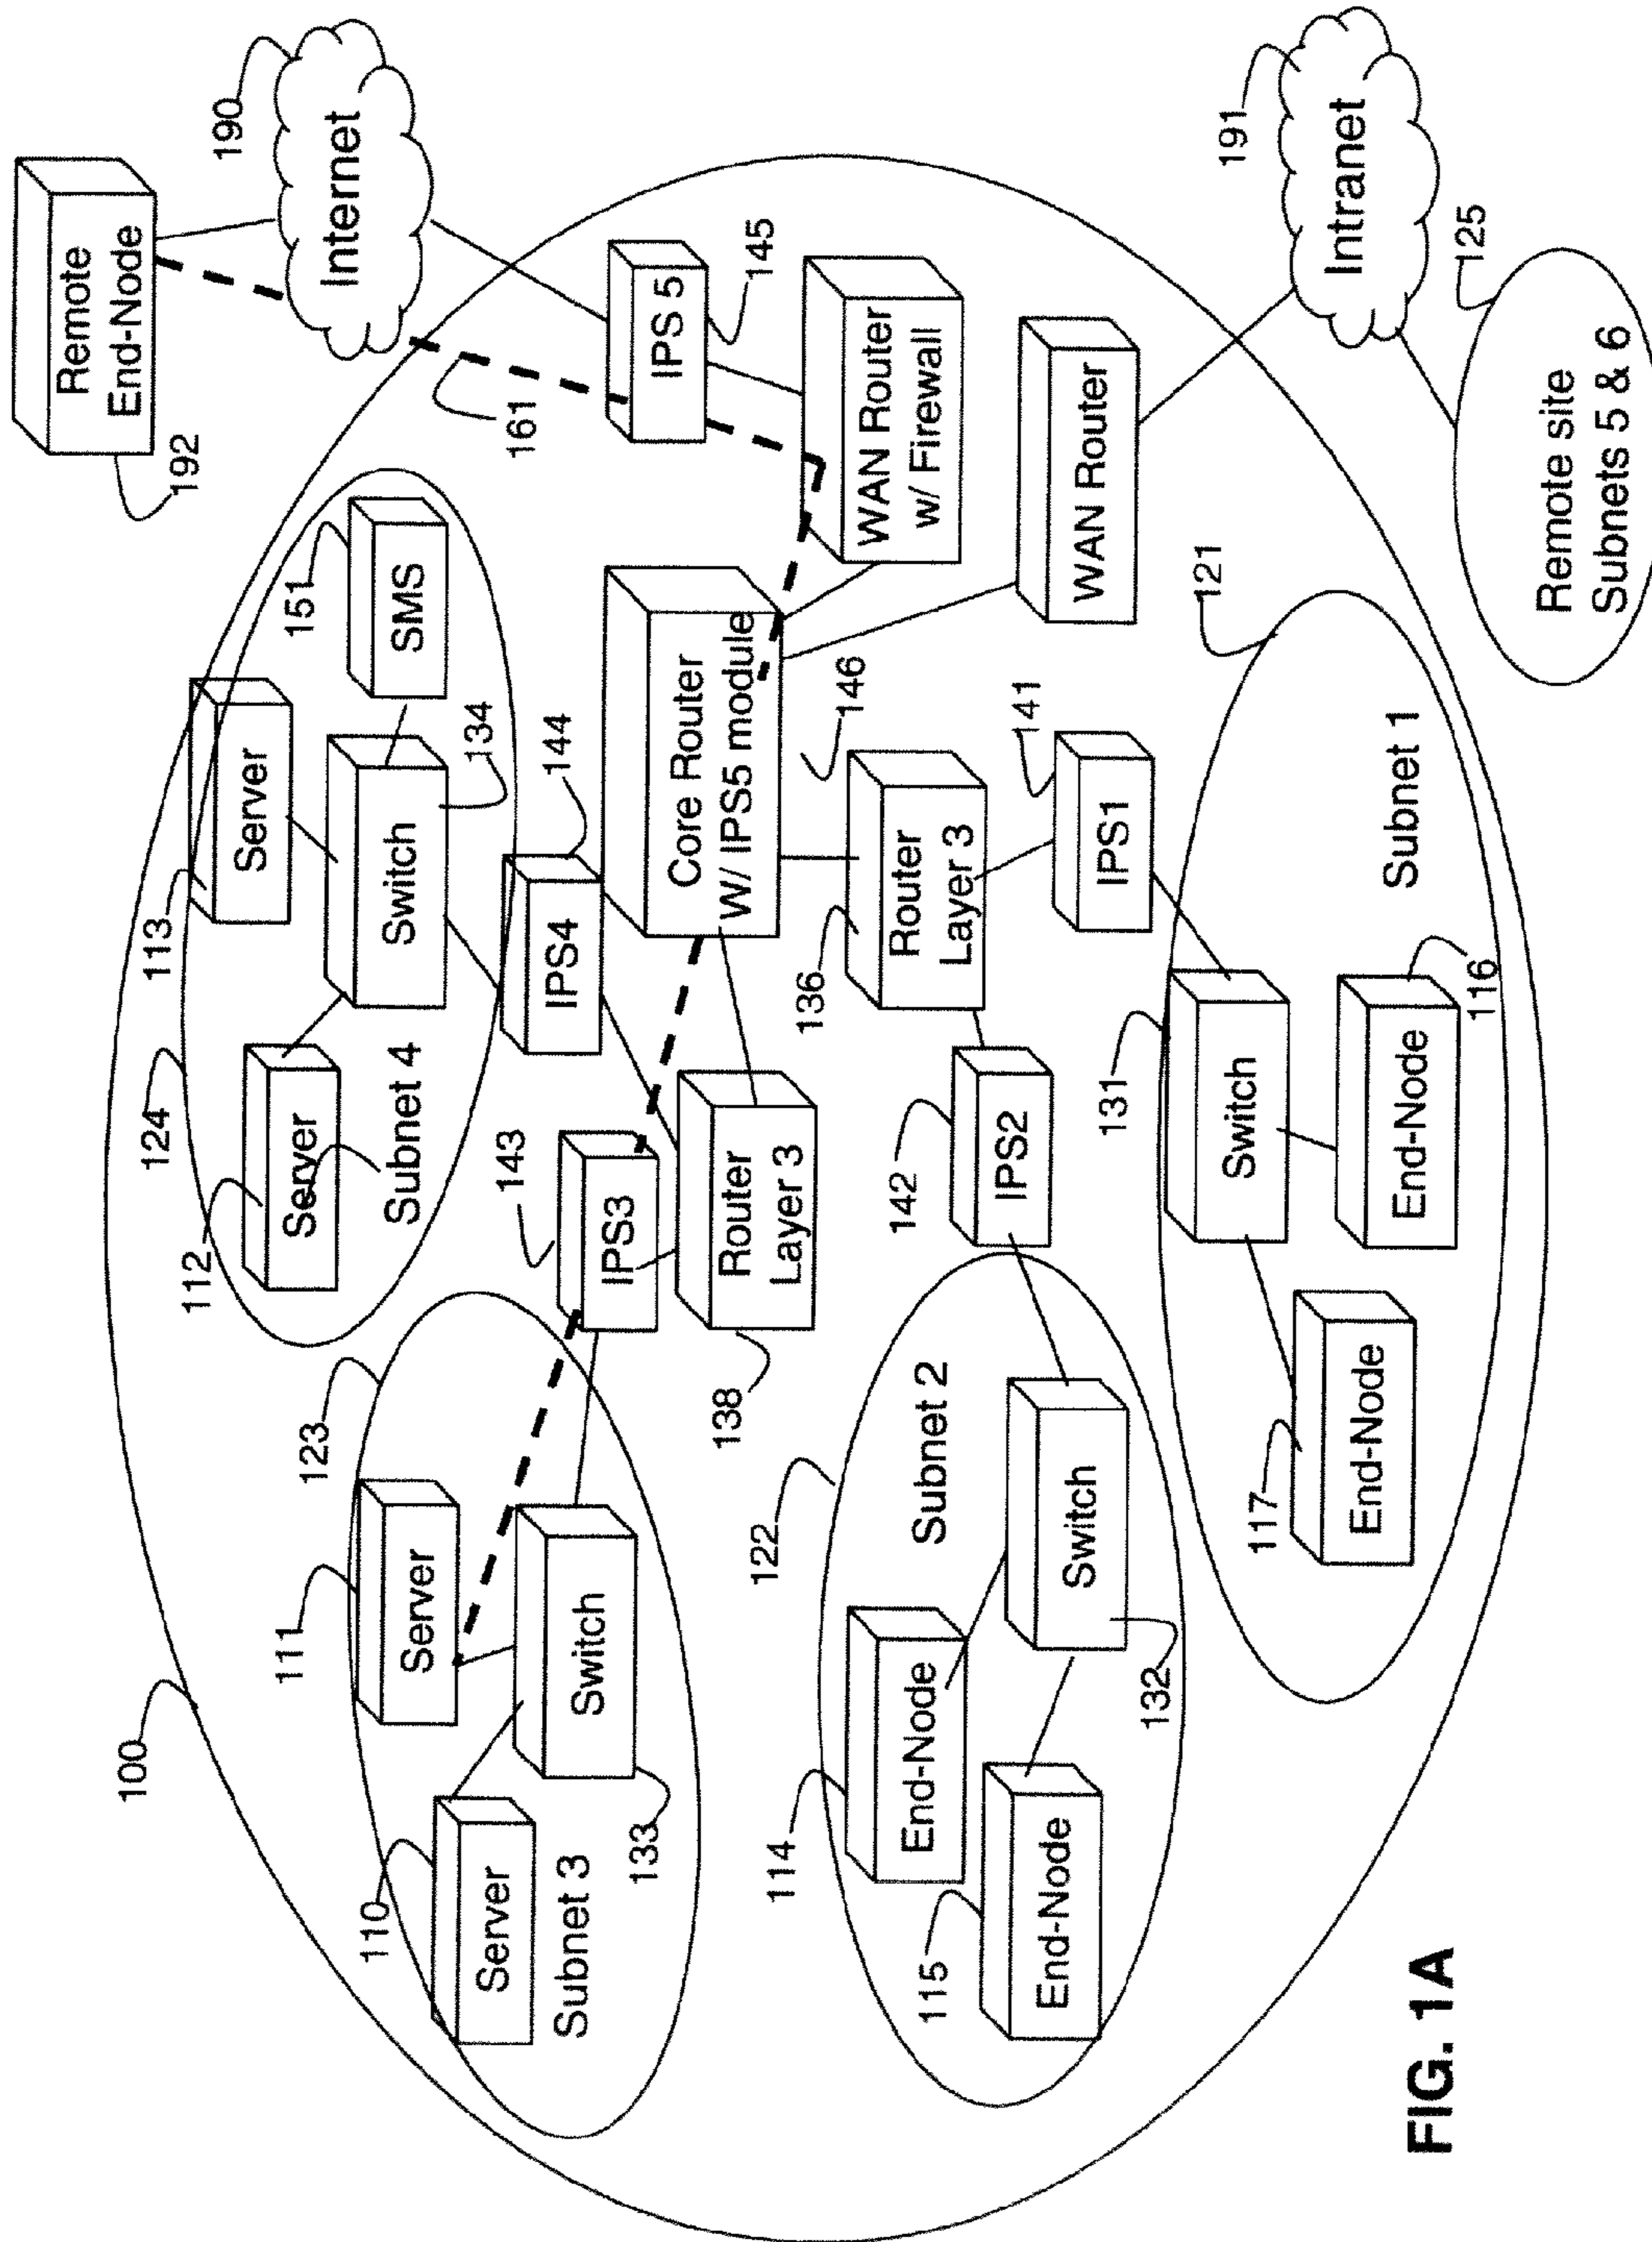 Remote
End-Node
192
190
Internet
161
100
112
124
113
151
Server
Switch
Server
SMS
134
Subnet 4
111
123
143
144
110
Server
Server
Switch
Subnet 3
133
IPS3
IPS4
Router
Layer 3
138
Core Router
W/ IPS5 module
146
IPS 5
145
WAN Router
w/ Firewall
WAN Router
136
Router
Layer 3
141
142
IPS2
IPS1
122
Subnet 2
114
End-Node
115
End-Node
Switch
132
131
121
Switch
Subnet 1
117
End-Node
End-Node
116
191
Intranet
125
Remote site
Subnets 5 & 6
FIG. 1A